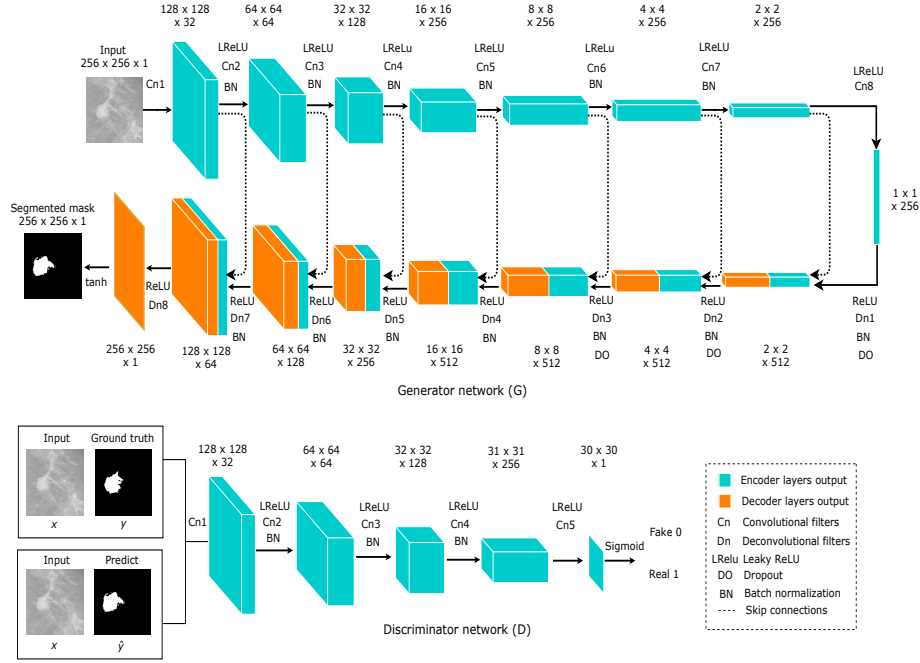 128 x 128
x 32
64 x 64
x 64
32 x 32
x 128
16 x 16
x 256
8 x 8
x 256
4 x 4
x 256
2 x 2
x 256
Input
256 x 256 x 1
Cn1
LReLU
Cn2
BN
LReLU
Cn3
BN
LReLu
Cn4
BN
LReLU
Cn5
BN
LReLu
Cn6
BN
LReLU
Cn7
BN
LReLU
Cn8
1 x 1
x 256
Segmented mask
256 x 256 x 1
tanh
ReLU
Dn8
ReLU
Dn7
BN
ReLU
Dn6
BN
ReLU
Dn5
BN
ReLU
Dn4
BN
ReLU
Dn3
BN
DO
ReLU
Dn2
BN
DO
ReLU
Dn1
BN
DO
256 x 256
x 1
128 x 128
x 64
64 x 64
x 128
32 x 32
x 256
16 x 16
x 512
8 x 8
x 512
4 x 4
x 512
2 x 2
x 512
Generator network (G)
Input
Ground truth
x
y
Input
Predict
x
ŷ
Cn1
128 x 128
x 32
64 x 64
x 64
32 x 32
x 128
31 x 31
x 256
30 x 30
x 1
LReLU
Cn2
BN
LReLU
Cn3
BN
LReLU
Cn4
BN
LReLU
Cn5
Sigmoid
Fake 0
Real 1
Discriminator network (D)
Encoder layers output
Decoder layers output
Cn Convolutional filters
Dn Deconvolutional filters
LRelu Leaky ReLU
DO Dropout
BN Batch normalization
Skip connections